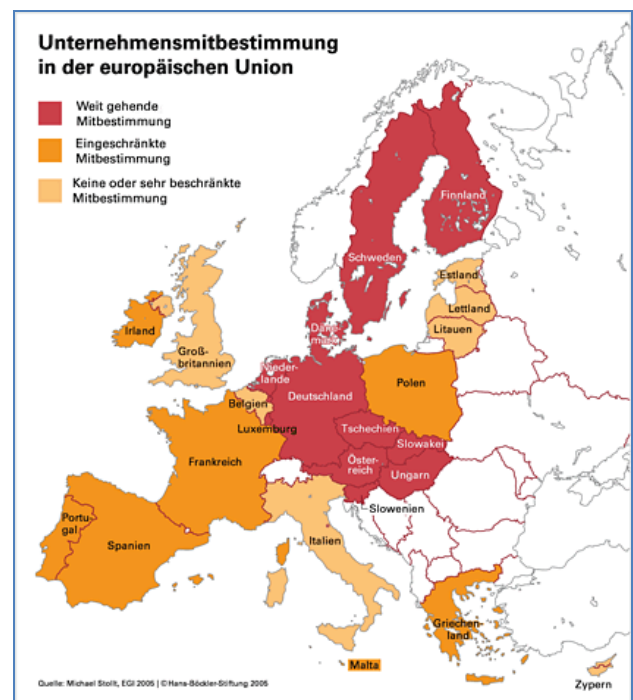 Unternehmensmitbestimmung
in der europäischen Union
Weit gehende
Mitbestimmung
Eingeschränkte
Mitbestimmung
Keine oder sehr beschränkte
Mitbestimmung
Finnland
Schweden
Estland
Lettland
Litauen
Däne-
mark
Irland
Groß-
britannien
Nieder-
lande
Deutschland
Polen
Belgien
Luxemburg
Tschechien
Slowakei
Frankreich
Öster-
reich
Ungarn
Slowenien
Portu-
gal
Spanien
Italien
Griechen-
land
Malta
Zypern
Quelle: Michael Stollt, EGI 2005 | ©Hans-Böckler-Stiftung 2005